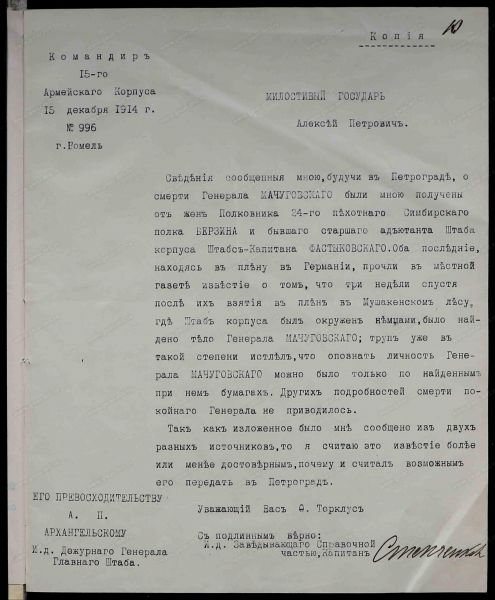 Копія
10
Командиръ
15-го
Армейскаго Корпуса
15 декабря 1914 г.
№ 996
г.Гомель
МИЛОСТИВЫЙ ГОСУДАРЬ
Алексѣй Петровичъ.
Свѣдѣнія сообщенныя мною,будучи въ Петроградѣ, о
смерти Генерала МАЧУГОВСКАГО были мною получены
отъ женъ Полковника 24-го пѣхотнаго Симбирскаго
полка БЕРЗИНА и бывшаго старшаго адъютанта Штаба
корпуса Штабсъ-Капитана ФАСТЫКОВСКАГО.Оба послѣдніе,
находясь въ плѣну въ Германіи, прочли въ мѣстной
газетѣ извѣстіе о томъ, что три недѣли спустя
послѣ ихъ взятія въ плѣнъ въ Мушакенскомъ лѣсу,
гдѣ Штабъ корпуса былъ окруженъ нѣмцами,было най-
дено тѣло Генерала МАЧУГОВСКАГО; трупъ уже въ
такой степени истлѣлъ,что опознать личность Гене-
рала МАЧУГОВСКАГО можно было только по найденнымъ
при немъ бумагахъ. Другихъ подробностей смерти по-
койнаго Генерала не приводилось.
Такъ какъ изложенное было мнѣ сообщено изъ двухъ
разныхъ источниковъ,то я считаю это извѣстіе болѣе
или менѣе достовѣрнымъ,почему и считалъ возможнымъ
его передать въ Петроградъ.
Уважающій Васъ Ѳ. Торклусъ
ЕГО ПРЕВОСХОДИТЕЛЬСТВУ
А. П.
АРХАНГЕЛЬСКОМУ
И.д. Дежурнаго Генерала
Главнаго Штаба.
Съ подлиннымъ вѣрно:
И.д. Завѣдывающаго Справочной
частью,Капитанъ